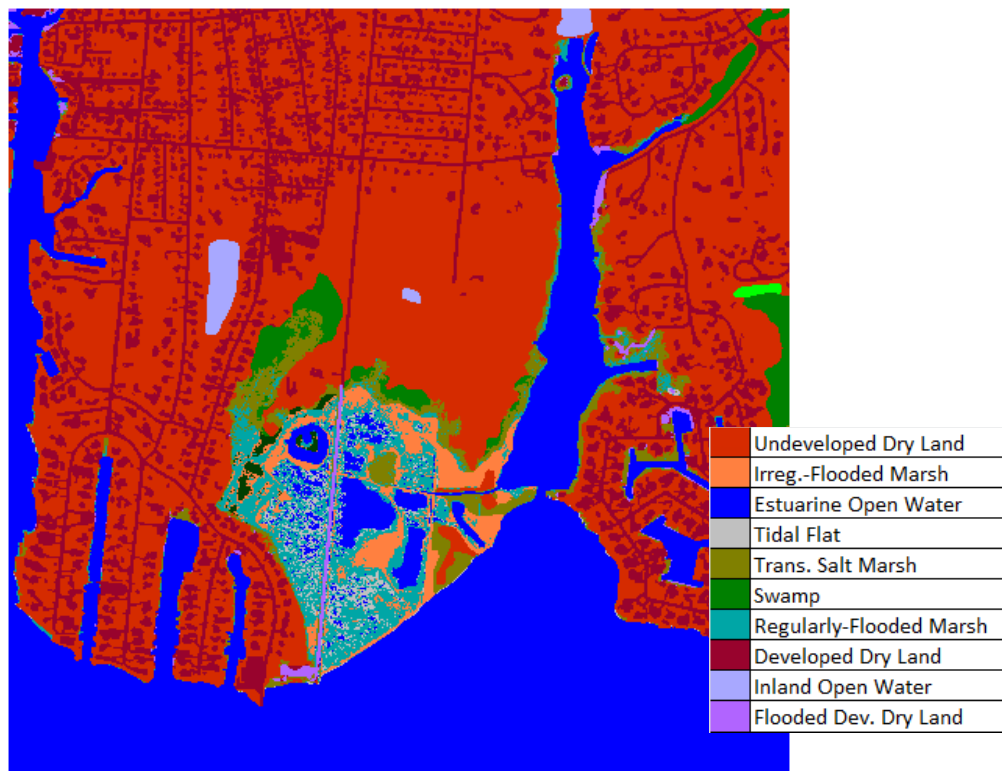 Undeveloped Dry Land
Irreg.-Flooded Marsh
Estuarine Open Water
Tidal Flat
Trans. Salt Marsh
Swamp
Regularly-Flooded Marsh
Developed Dry Land
Inland Open Water
Flooded Dev. Dry Land